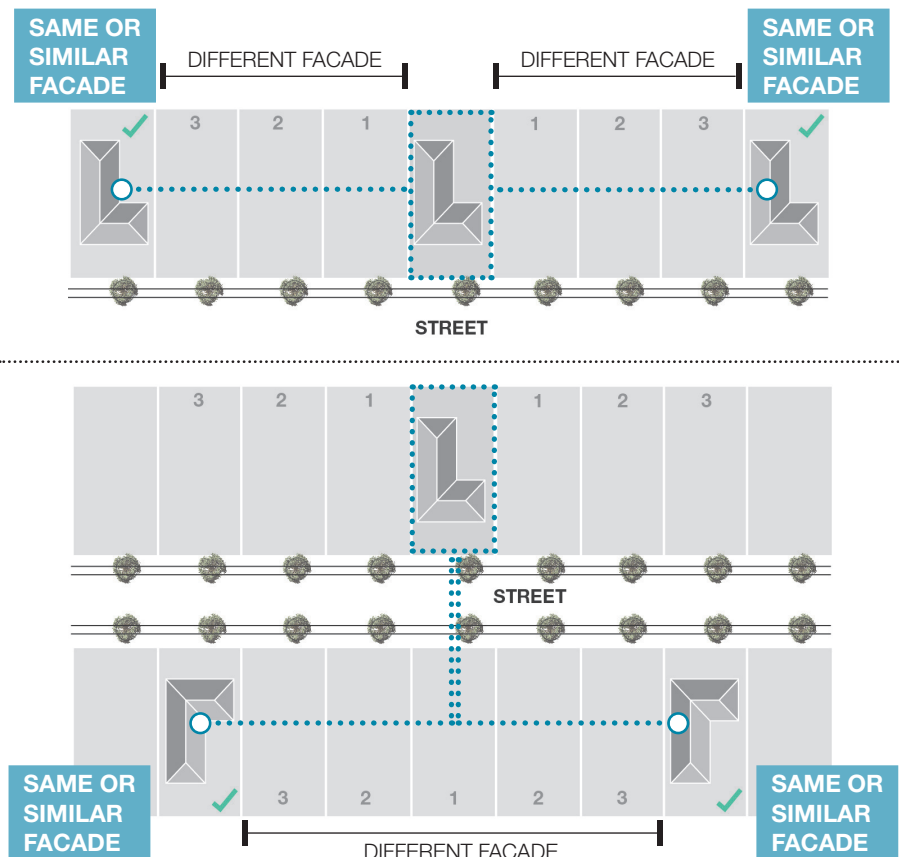 SAME OR
SIMILAR
FACADE
DIFFERENT FACADE
DIFFERENT FACADE
SAME OR
SIMILAR
FACADE
3 2 1 1 2 3
STREET
3 2 1 1 2 3
STREET
SAME OR
SIMILAR
FACADE
3 2 1 2 3
DIFFERENT FACADE
SAME OR
SIMILAR
FACADE